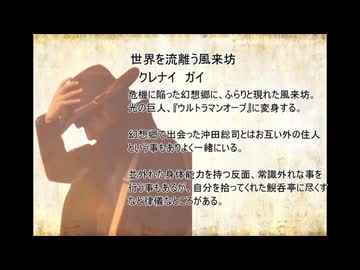 世界を流離う風来坊
クレナイ　ガイ
危機に陥った幻想郷に、ふらりと現れた風来坊。
光の巨人、『ウルトラマンオーブ』に変身する。
幻想郷で出会った沖田総司とはお互い外の住人
という事もありよく一緒にいる。
並外れた身体能力を持つ反面、常識外れな事を
行う事もあるが、自分を拾ってくれた鯢呑亭に尽くす
など律儀なところがある。